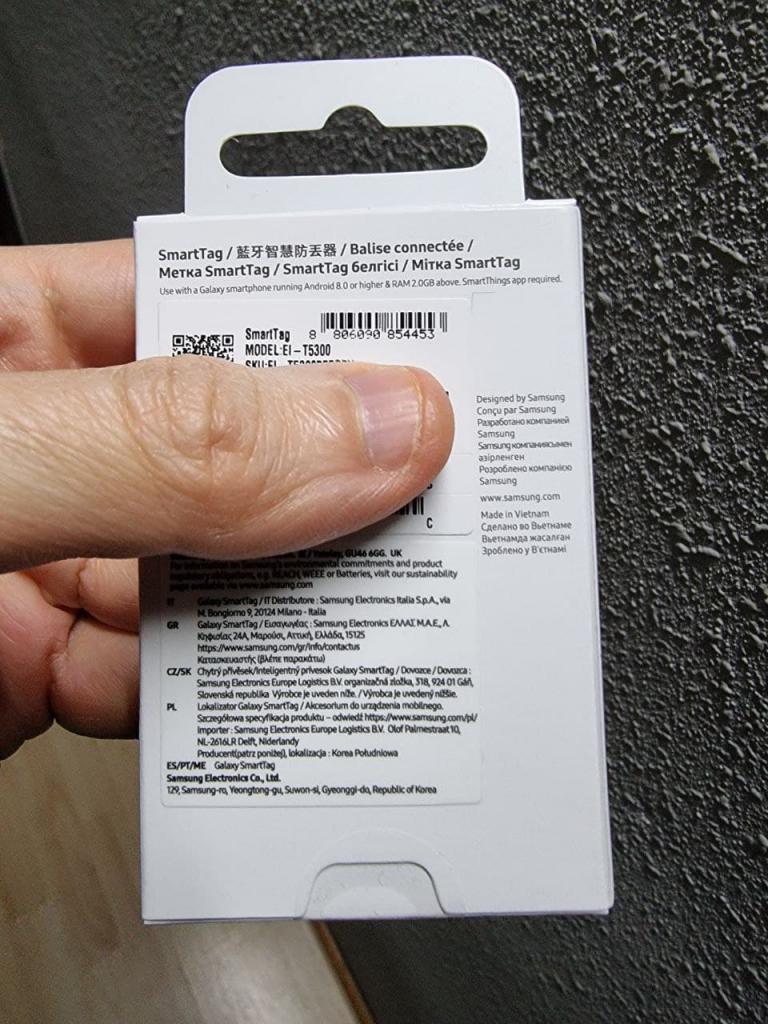 SmartTag / 藍牙智慧防丟器 / Balise connectée /
Метка SmartTag / SmartTag белгісі / Мітка SmartTag
Use with a Galaxy smartphone running Android 8.0 or higher & RAM 2.0GB above. SmartThings app required.
SmartTag
8 806090 854453
MODEL:EI-T5300
SKU:EI
Designed by Samsung
Conçu par Samsung
Разработано компанией
Samsung
Samsung компаниясымен
әзірленген
Розроблено компанією
Samsung
www.samsung.com
Made in Vietnam
Сделано во Вьетнаме
Вьетнамда жасалған
Зроблено у В'єтнамі
C
Yateley, GU46 6GG. UK
For information on Samsung's environmental commitments and product
regulatory obligations, e.g. REACH, WEEE or Batteries, visit our sustainability
page available via www.samsung.com
IT Galaxy SmartTag / IT Distributore : Samsung Electronics Italia S.p.A., via
M. Bongiorno 9, 20124 Milano - Italia
GR Galaxy SmartTag / Εισαγωγέας : Samsung Electronics ΕΛΛΑΣ Μ.Α.Ε., Λ.
Κηφισίας 24Α, Μαρούσι, Αττική, Ελλάδα, 15125
https://www.samsung.com/gr/info/contactus
Κατασκευαστής (βλέπε παρακάτω)
CZ/SK Chytrý přívěsek/Inteligentný prívesok Galaxy SmartTag / Dovozce / Dovozca :
Samsung Electronics Europe Logistics B.V. organizačná zložka, 318, 924 01 Gáň,
Slovenská republika Výrobce je uveden níže. / Výrobca je uvedený nižšie.
PL Lokalizator Galaxy SmartTag / Akcesorium do urządzenia mobilnego.
Szczegółowa specyfikacja produktu – odwiedź https://www.samsung.com/pl/
Importer : Samsung Electronics Europe Logistics B.V. Olof Palmestraat 10,
NL-2616LR Delft, Niderlandy
Producent(patrz poniżej), lokalizacja : Korea Południowa
ES/PT/ME Galaxy SmartTag
Samsung Electronics Co., Ltd.
129, Samsung-ro, Yeongtong-gu, Suwon-si, Gyeonggi-do, Republic of Korea